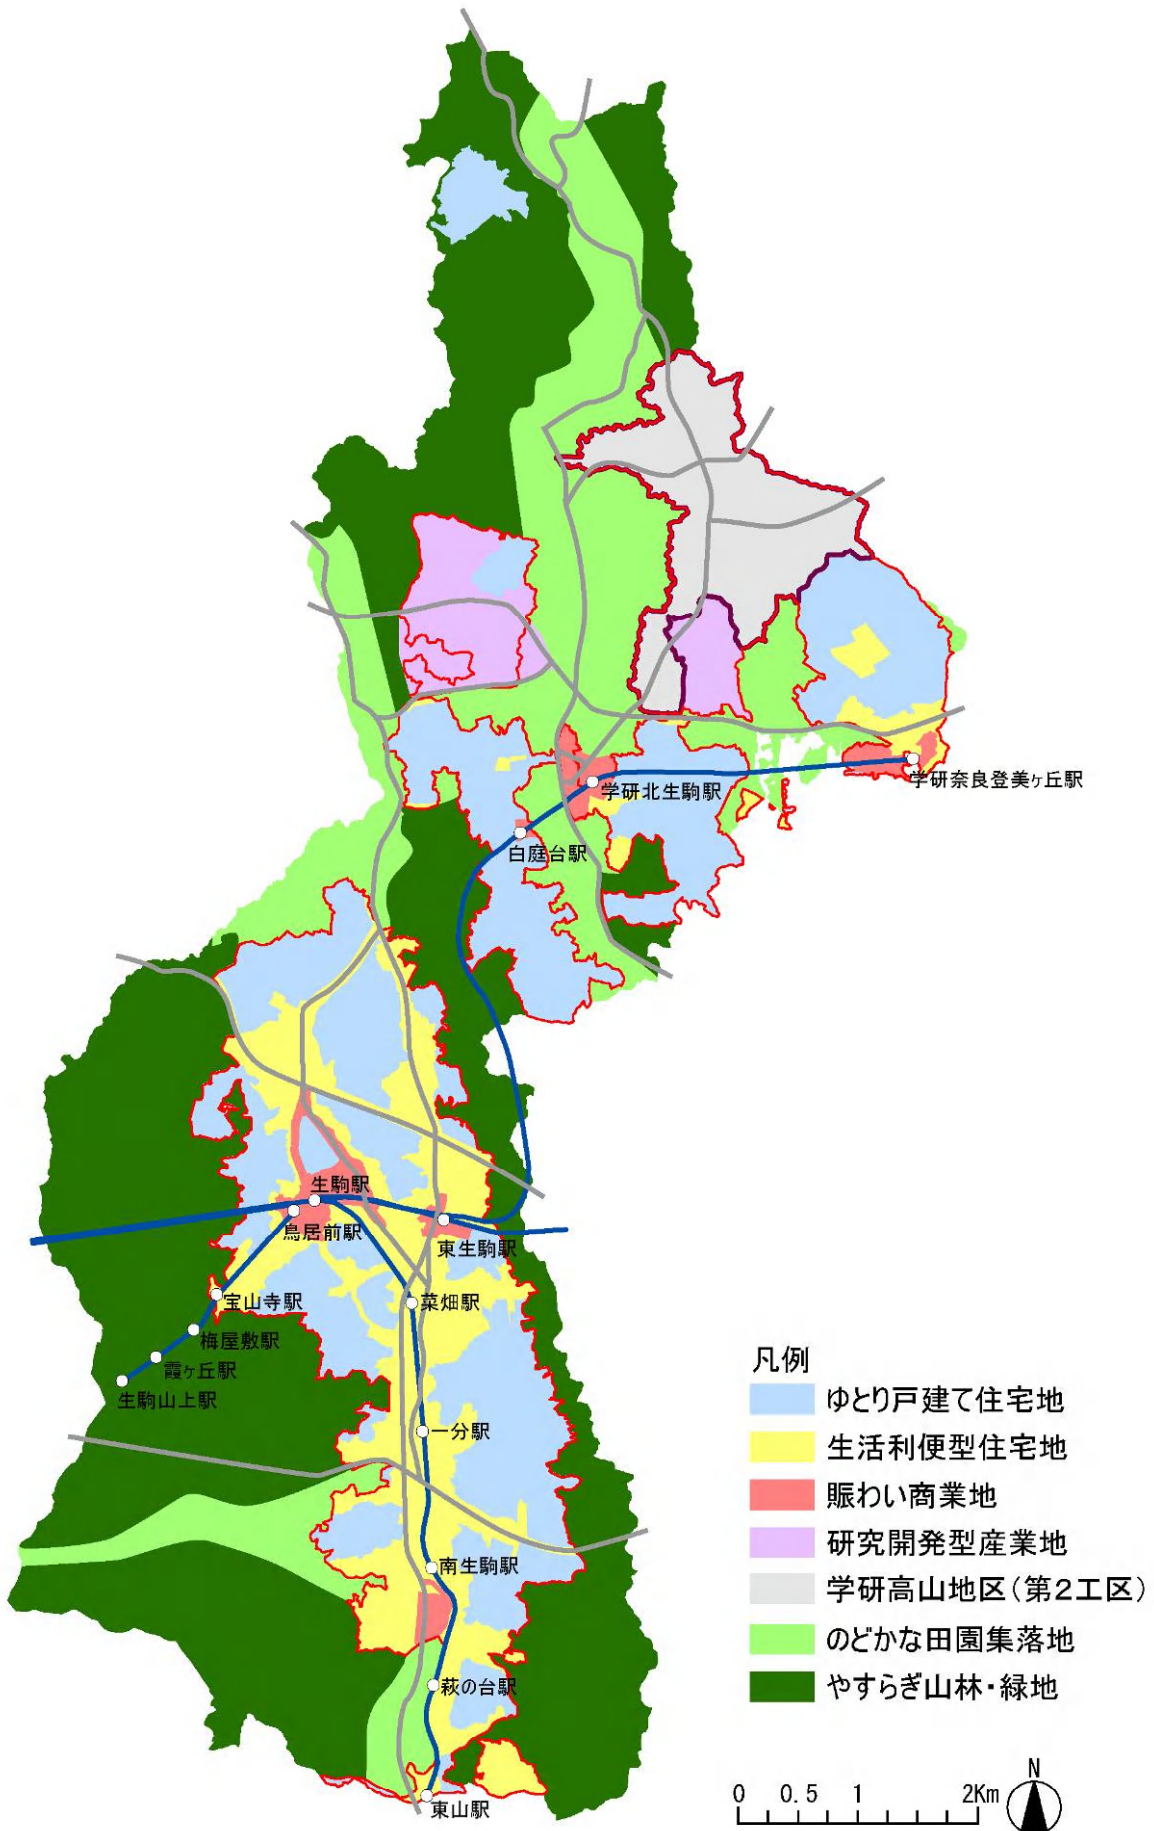 学研奈良登美ヶ丘駅
学研北生駒駅
白庭台駅
生駒駅
鳥居前駅
東生駒駅
宝山寺駅
菜畑駅
梅屋敷駅
霞ヶ丘駅
生駒山上駅
一分駅
南生駒駅
萩の台駅
東山駅
凡例
ゆとり戸建て住宅地
生活利便型住宅地
賑わい商業地
研究開発型産業地
学研高山地区(第2工区)
のどかな田園集落地
やすらぎ山林・緑地
N
0 0.5 1 2Km